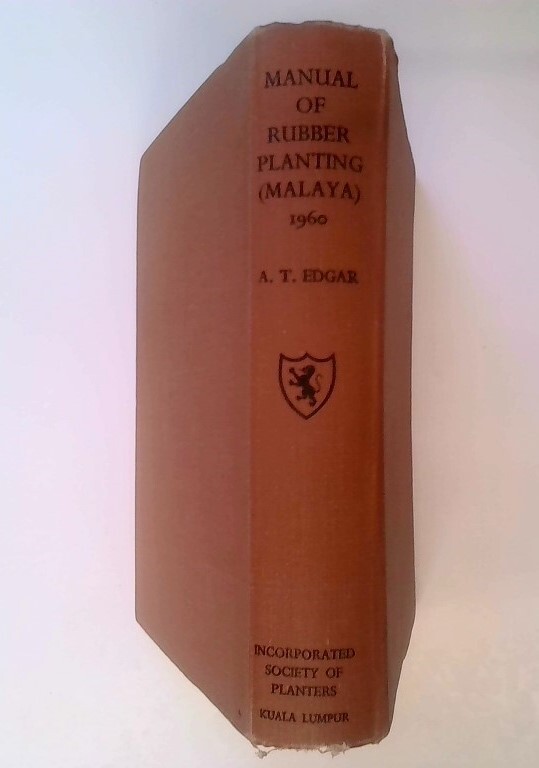 MANUAL
OF
RUBBER
PLANTING
(MALAYA)
1960
A. T. EDGAR
INCORPORATED
SOCIETY OF
PLANTERS
KUALA LUMPUR